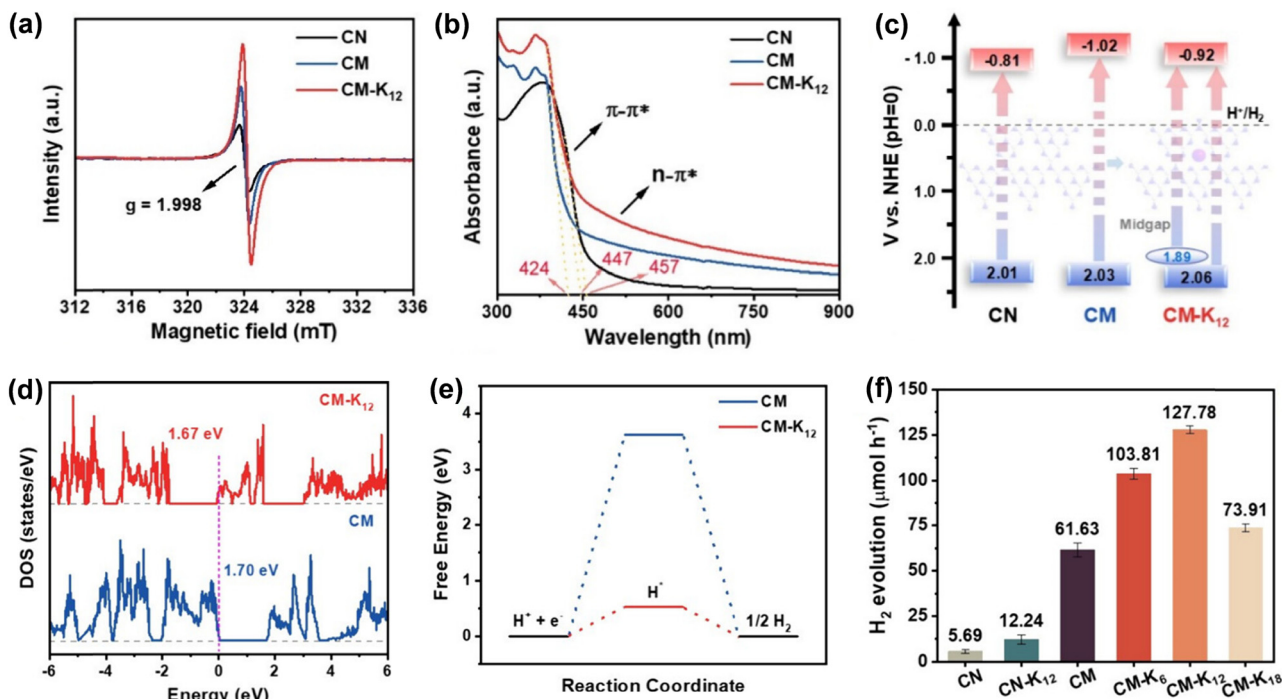 (a)
CN
CM
CM-K₁₂
Intensity (a.u.)
g = 1.998
312 316 320 324 328 332 336
Magnetic field (mT)
(b)
CN
CM
CM-K₁₂
Absorbance (a.u.)
π-π*
n-π*
424
447
457
300 450 600 750 900
Wavelength (nm)
(c)
V vs. NHE (pH=0)
- 1.0
0.0
1.0
2.0
-0.81
-1.02
-0.92
H⁺/H₂
Midgap
1.89
2.01
2.03
2.06
CN
CM
CM-K₁₂
(d)
DOS (states/eV)
CM-K₁₂
1.67 eV
CM
1.70 eV
-6 -4 -2 0 2 4 6
Energy (eV)
(e)
CM
CM-K₁₂
Free Energy (eV)
4
3
2
1
0
H⁺ + e⁻
H*
1/2 H₂
Reaction Coordinate
(f)
H₂ evolution (μmol h⁻¹)
150
125
100
75
50
25
0
5.69
12.24
61.63
103.81
127.78
73.91
CN
CN-K₁₂
CM
CM-K₆
CM-K₁₂
CM-K₁₈